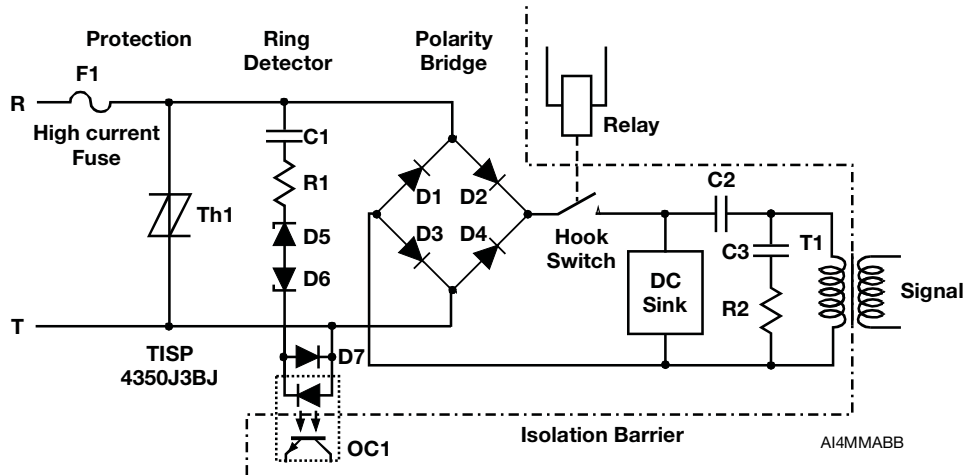 Protection
Ring
Detector
Polarity
Bridge
F1
R
High current
Fuse
C1
R1
Relay
Th1
D1
D2
D3
D4
D5
D6
Hook
Switch
C2
C3
T1
DC
Sink
R2
Signal
T
TISP
4350J3BJ
D7
OC1
Isolation Barrier
AI4MMABB